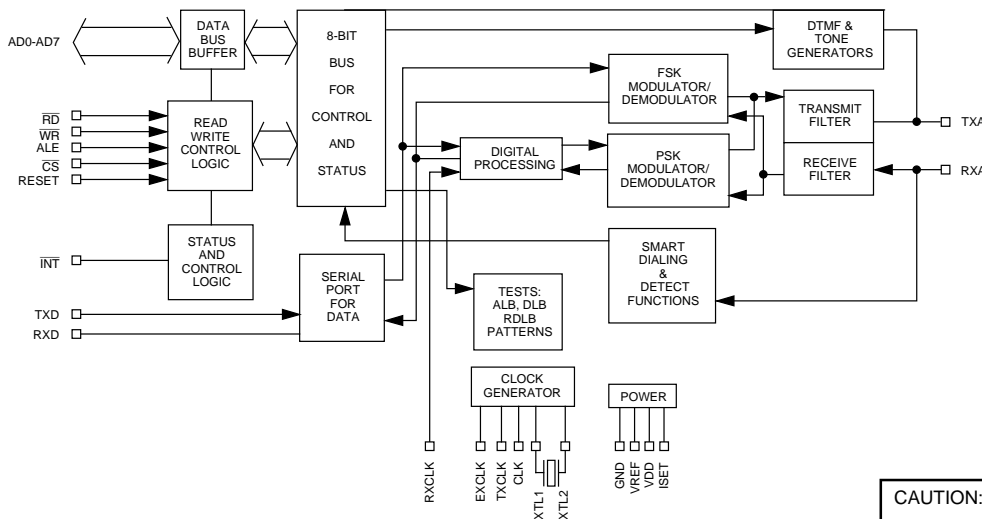 AD0-AD7
DATA
BUS
BUFFER
8-BIT
BUS
FOR
CONTROL
AND
STATUS
DTMF &
TONE
GENERATORS
FSK
MODULATOR/
DEMODULATOR
RD
WR
ALE
CS
RESET
READ
WRITE
CONTROL
LOGIC
TRANSMIT
FILTER
TXA
DIGITAL
PROCESSING
PSK
MODULATOR/
DEMODULATOR
RECEIVE
FILTER
RXA
INT
STATUS
AND
CONTROL
LOGIC
SERIAL
PORT
FOR
DATA
SMART
DIALING
&
DETECT
FUNCTIONS
TESTS:
ALB, DLB
RDLB
PATTERNS
TXD
RXD
CLOCK
GENERATOR
POWER
RXCLK
EXCLK
TXCLK
CLK
XTL1
XTL2
GND
VREF
VDD
ISET
CAUTION: